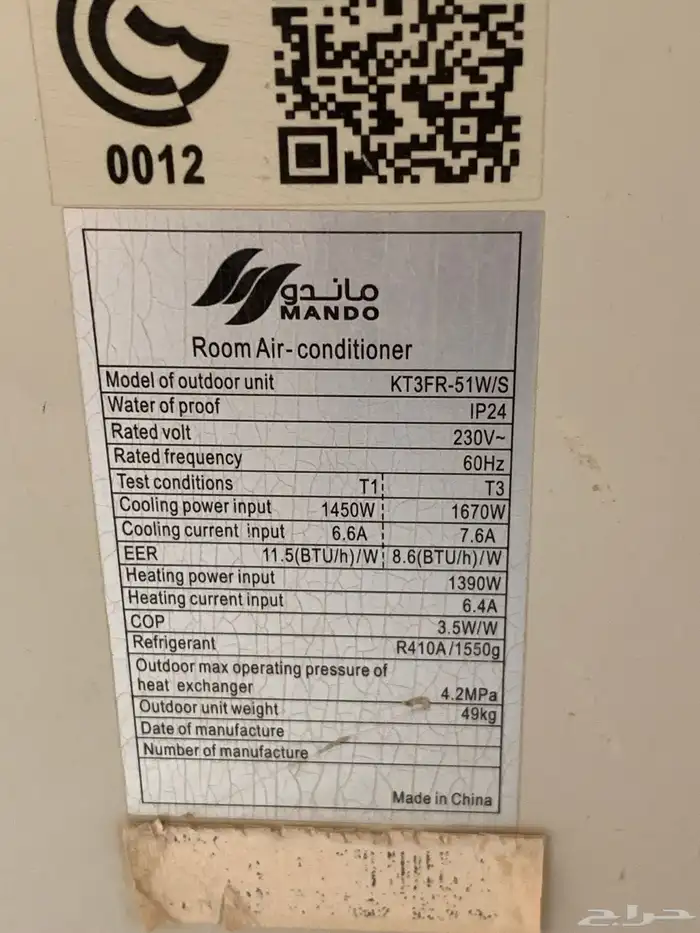 0012
ماندو
MANDO
Room Air-conditioner
Model of outdoor unit KT3FR-51W/S
Water of proof IP24
Rated volt 230V~
Rated frequency 60Hz
Test conditions T1 T3
Cooling power input 1450W 1670W
Cooling current input 6.6A 7.6A
EER 11.5(BTU/h)/W 8.6(BTU/h)/W
Heating power input 1390W
Heating current input 6.4A
COP 3.5W/W
Refrigerant R410A/1550g
Outdoor max operating pressure of
heat exchanger 4.2MPa
Outdoor unit weight 49kg
Date of manufacture
Number of manufacture
Made in China
حراج